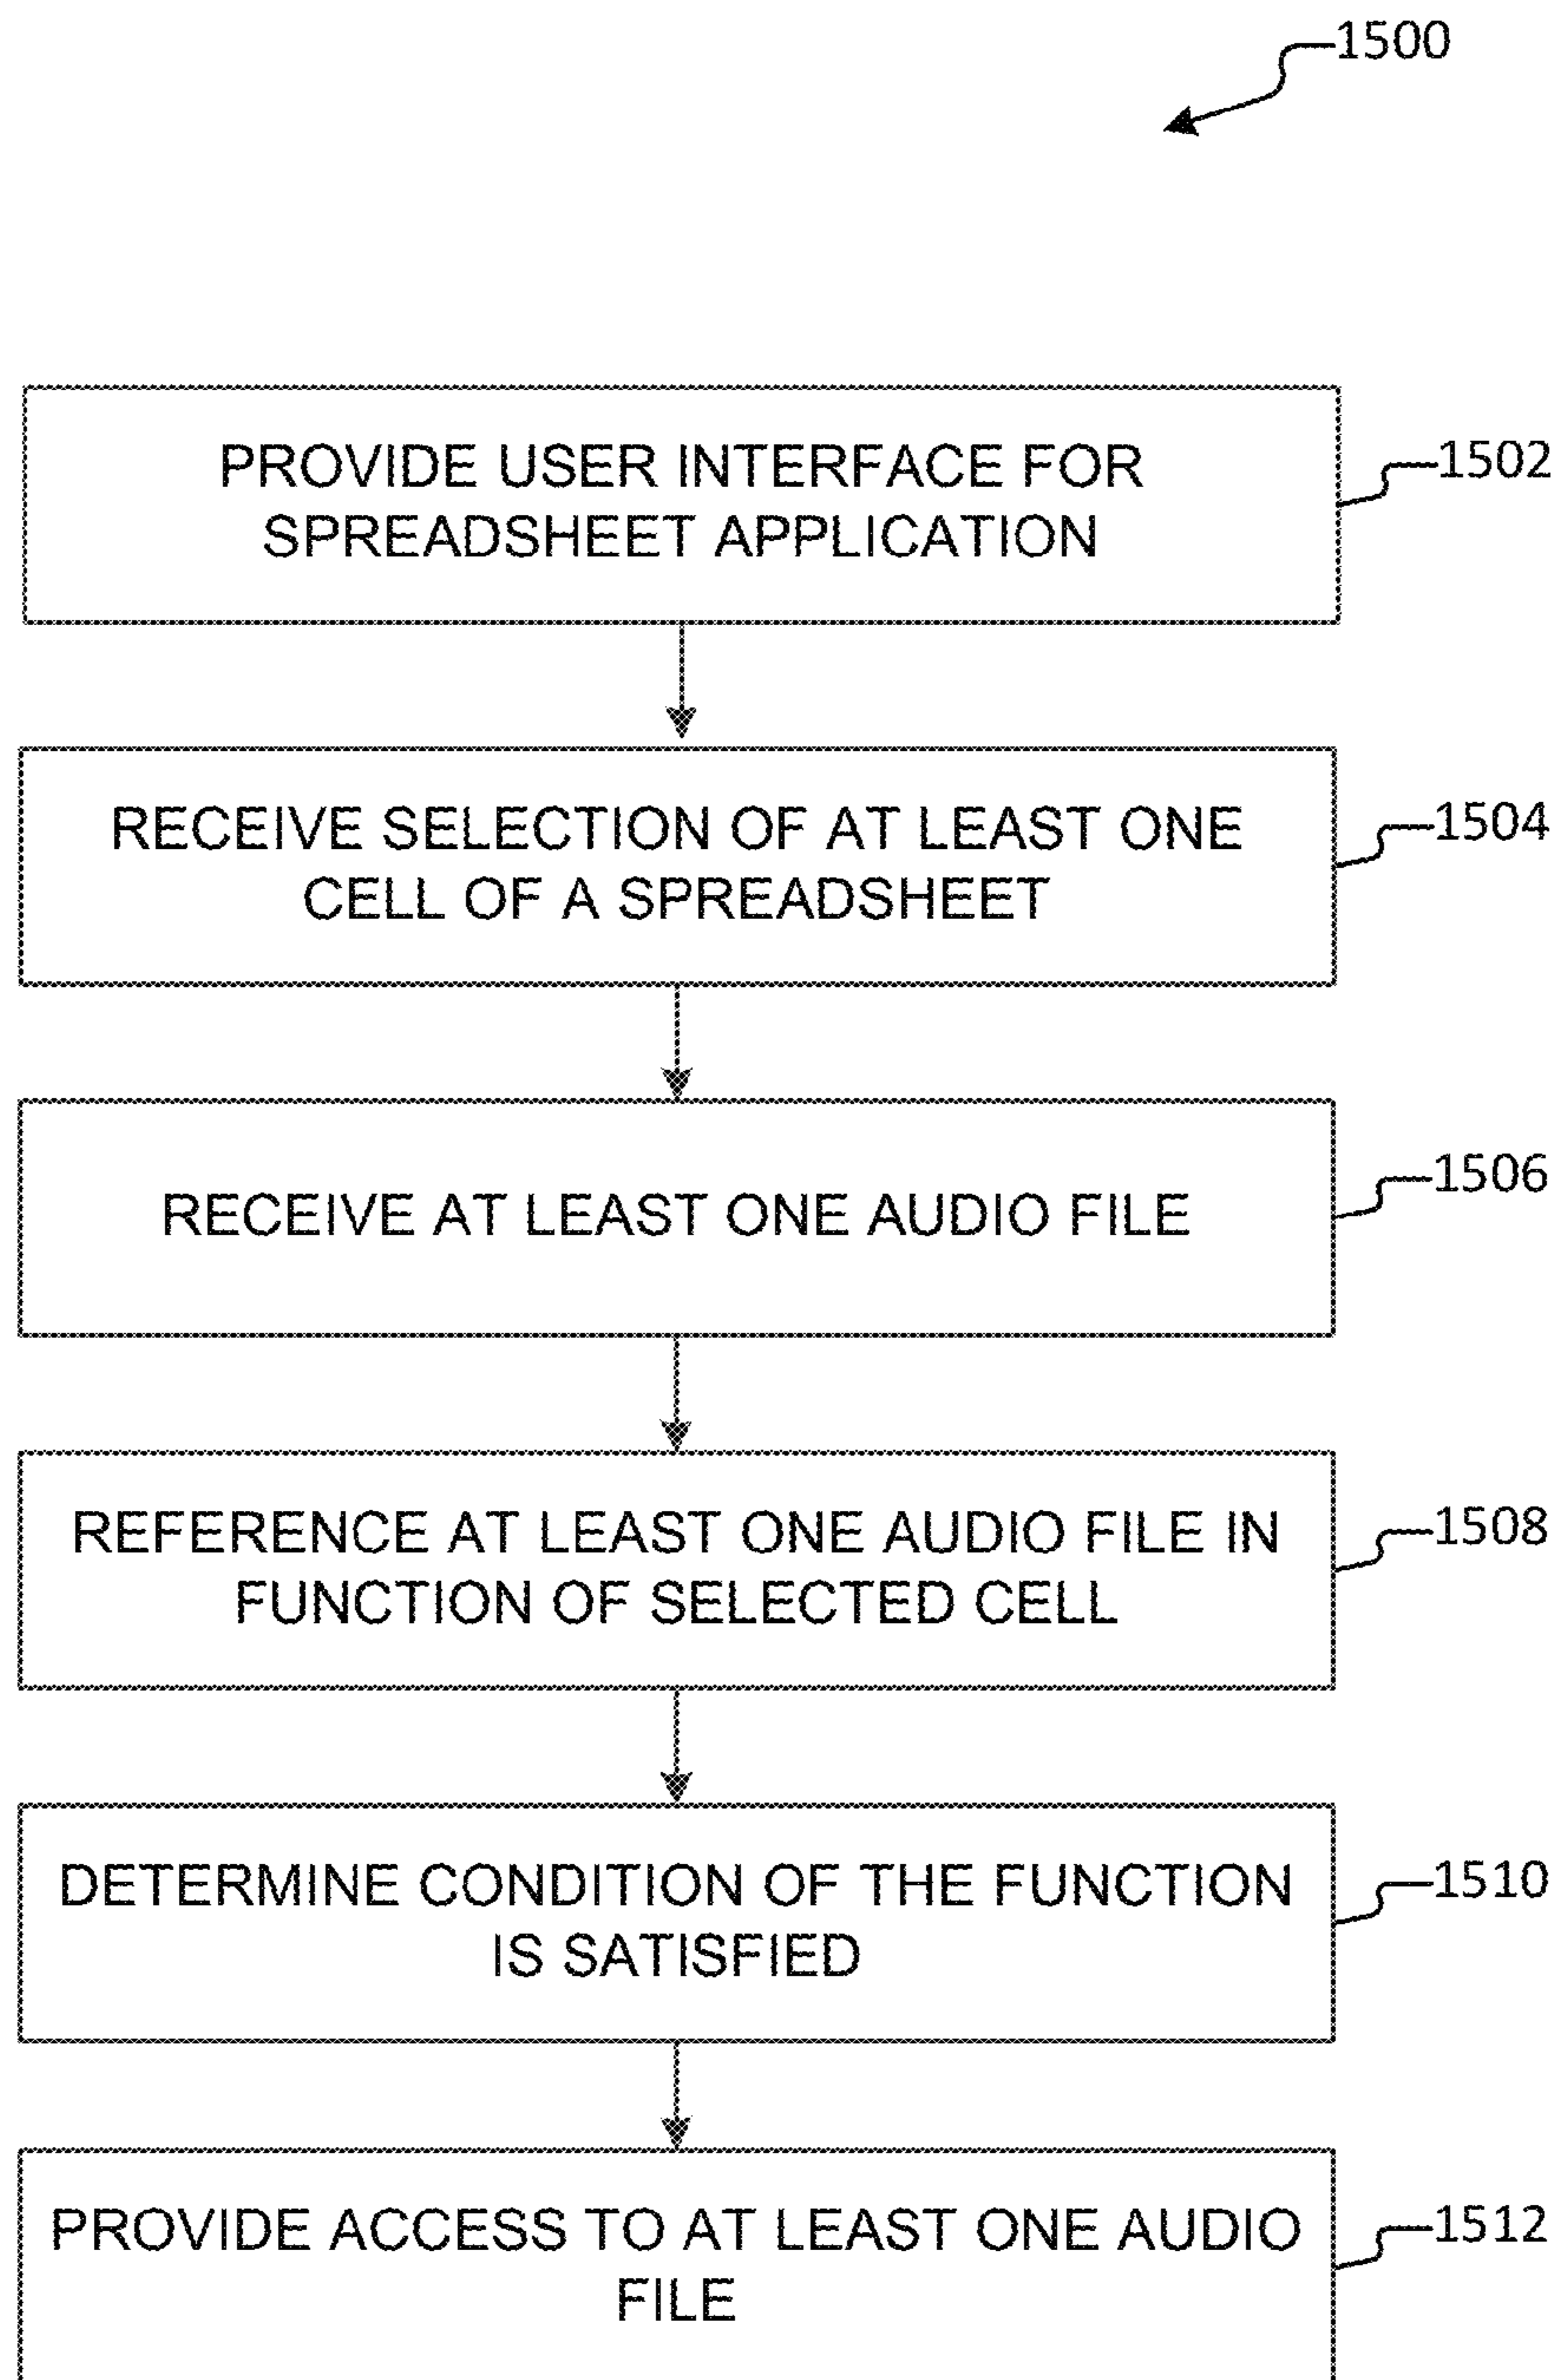 1500
PROVIDE USER INTERFACE FOR
SPREADSHEET APPLICATION
1502
RECEIVE SELECTION OF AT LEAST ONE
CELL OF A SPREADSHEET
1504
RECEIVE AT LEAST ONE AUDIO FILE
1506
REFERENCE AT LEAST ONE AUDIO FILE IN
FUNCTION OF SELECTED CELL
1508
DETERMINE CONDITION OF THE FUNCTION
IS SATISFIED
1510
PROVIDE ACCESS TO AT LEAST ONE AUDIO
FILE
1512